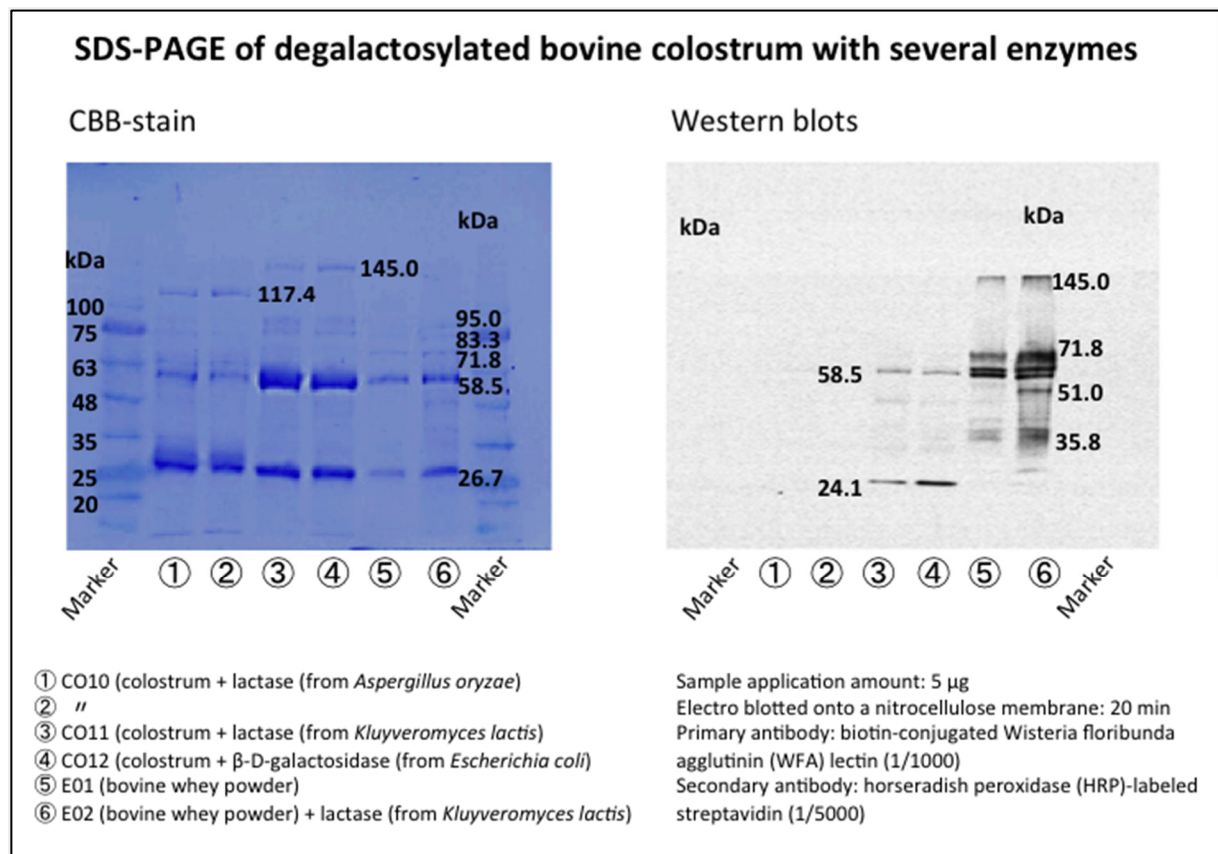 SDS-PAGE of degalactosylated bovine colostrum with several enzymes
CBB-stain
kDa
kDa
145.0
117.4
100
75
63
48
35
25
20
95.0
83.3
71.8
58.5
26.7
Marker ① ② ③ ④ ⑤ ⑥ Marker
Western blots
kDa
kDa
145.0
71.8
58.5
51.0
35.8
24.1
Marker ① ② ③ ④ ⑤ ⑥ Marker
① CO10 (colostrum + lactase (from Aspergillus oryzae)
② 〃
③ CO11 (colostrum + lactase (from Kluyveromyces lactis)
④ CO12 (colostrum + β-D-galactosidase (from Escherichia coli)
⑤ E01 (bovine whey powder)
⑥ E02 (bovine whey powder) + lactase (from Kluyveromyces lactis)
Sample application amount: 5 μg
Electro blotted onto a nitrocellulose membrane: 20 min
Primary antibody: biotin-conjugated Wisteria floribunda
agglutinin (WFA) lectin (1/1000)
Secondary antibody: horseradish peroxidase (HRP)-labeled
streptavidin (1/5000)